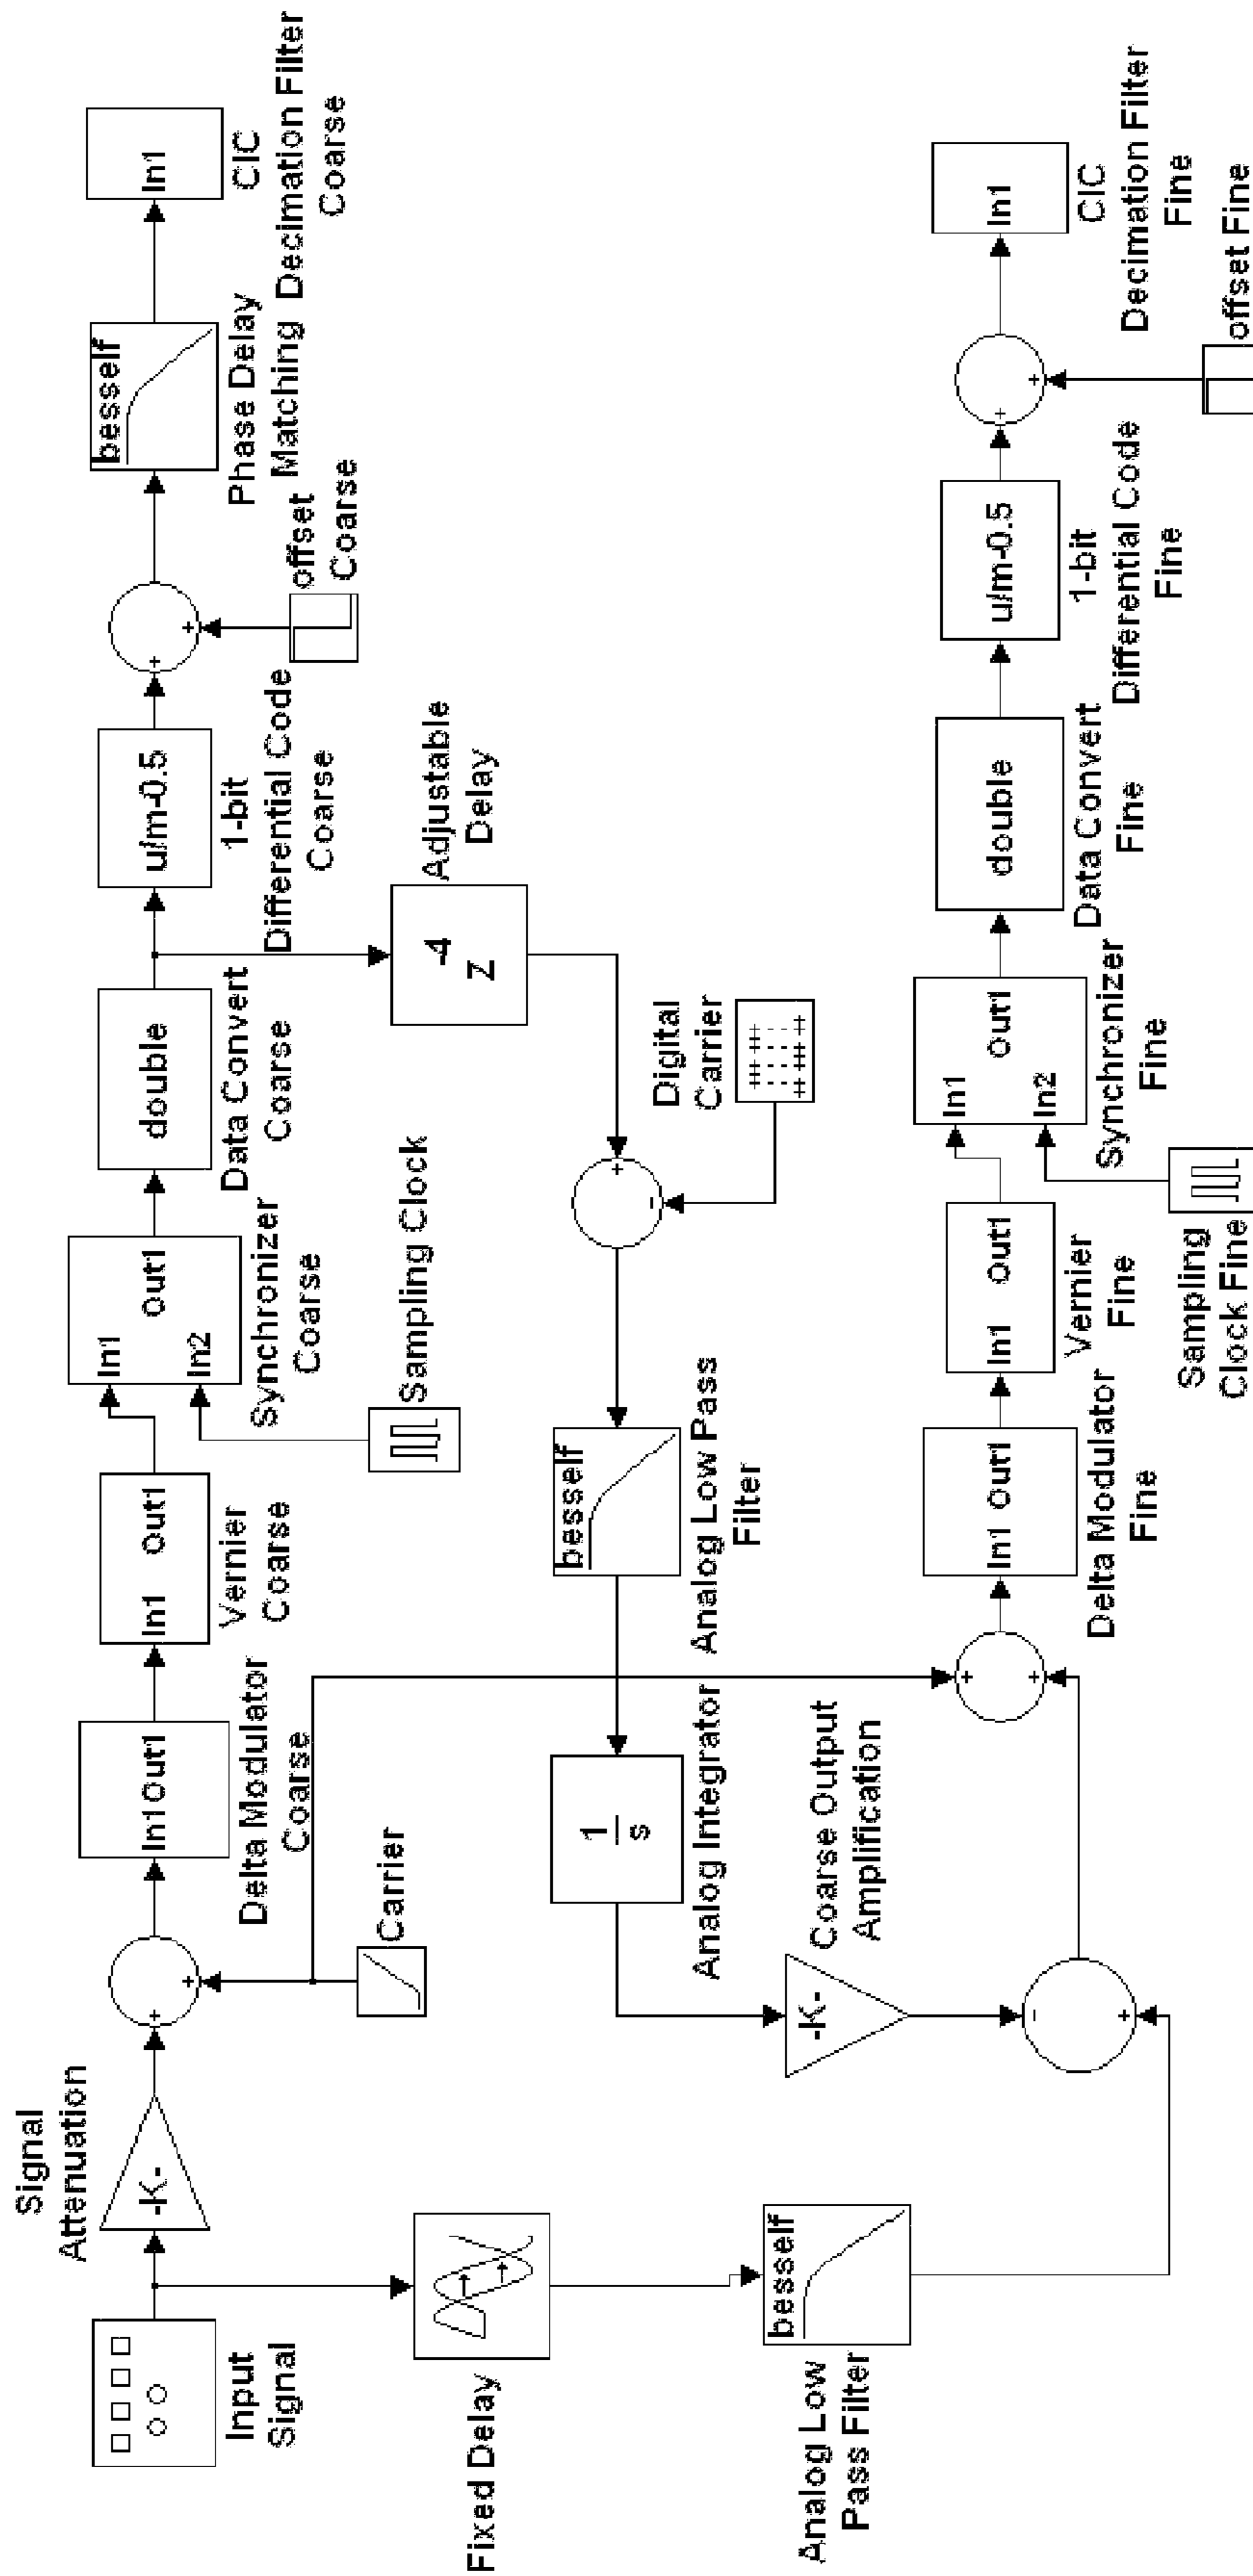 Input
Signal
Signal
Attenuation
-K-
+
+
Carrier
In1
Out1
Delta Modulator
Coarse
In1
Out1
Vernier
Coarse
In1
In2
Out1
Synchronizer
Coarse
Sampling Clock
double
Data Convert
Coarse
u/m-0.5
1-bit
Differential Code
Coarse
+
+
offset
Coarse
besself
Phase Delay
Matching
In1
CIC
Decimation Filter
Coarse
Fixed Delay
besself
Analog Low
Pass Filter
-4
Z
Adjustable
Delay
Digital
Carrier
+
-
besself
Analog Low Pass
Filter
1
s
Analog Integrator
-K-
Coarse Output
Amplification
-
+
+
+
In1
Out1
Delta Modulator
Fine
In1
Out1
Vernier
Fine
In1
In2
Out1
Synchronizer
Fine
Sampling
Clock Fine
double
Data Convert
Fine
u/m-0.5
1-bit
Differential Code
Fine
+
+
offset Fine
In1
CIC
Decimation Filter
Fine